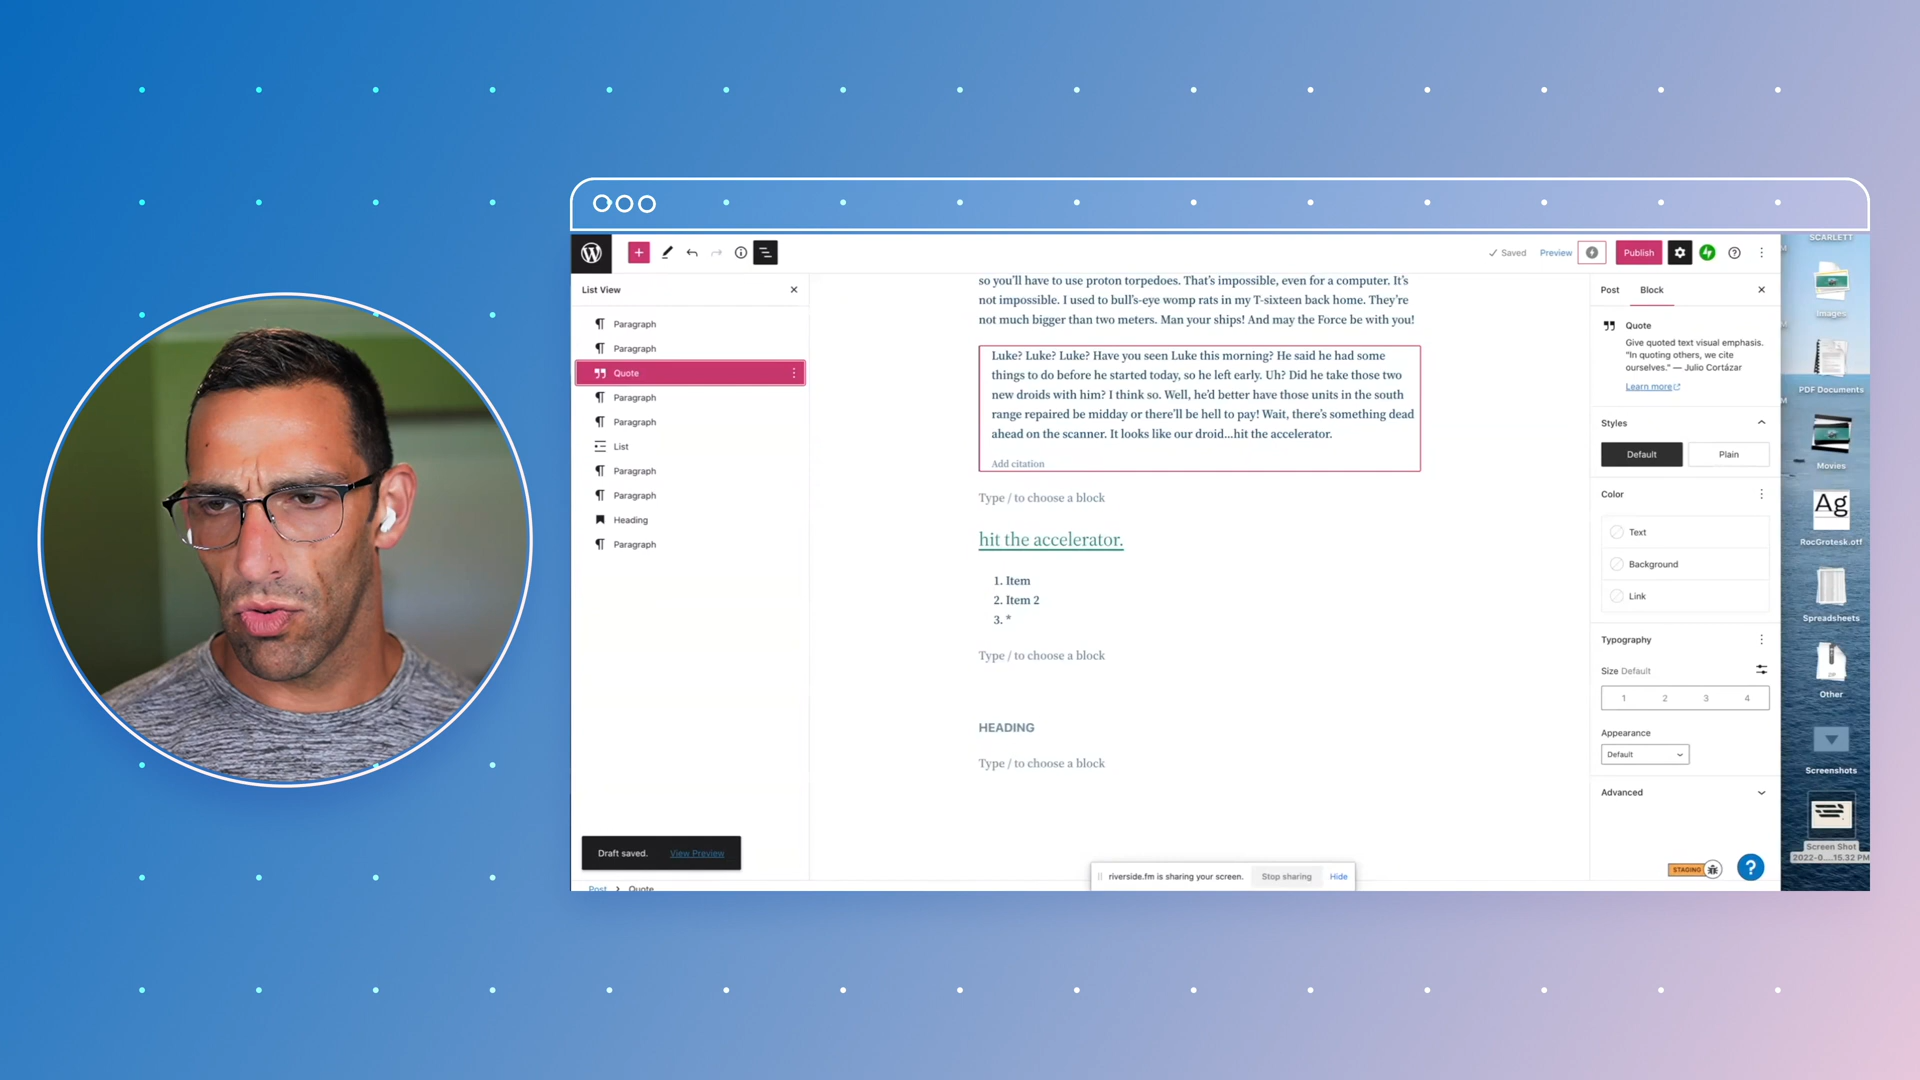 Saved
Preview
Publish
List View
Paragraph
Paragraph
Quote
Paragraph
Paragraph
List
Paragraph
Paragraph
Heading
Paragraph
Draft saved. View Preview
Post > Quote
so you'll have to use proton torpedoes. That's impossible, even for a computer. It's
not impossible. I used to bull's-eye womp rats in my T-sixteen back home. They're
not much bigger than two meters. Man your ships! And may the Force be with you!
Luke? Luke? Luke? Have you seen Luke this morning? He said he had some
things to do before he started today, so he left early. Uh? Did he take those two
new droids with him? I think so. Well, he'd better have those units in the south
range repaired be midday or there'll be hell to pay! Wait, there's something dead
ahead on the scanner. It looks like our droid...hit the accelerator.
Add citation
Type / to choose a block
hit the accelerator.
1. Item
2. Item 2
3. *
Type / to choose a block
HEADING
Type / to choose a block
riverside.fm is sharing your screen. Stop sharing Hide
Post Block
Quote
Give quoted text visual emphasis.
"In quoting others, we cite
ourselves." — Julio Cortázar
Learn more
Styles
Default Plain
Color
Text
Background
Link
Typography
Size Default
1 2 3 4
Appearance
Default
Advanced
STAGING
?
SCARLETT
Images
PDF Documents
Movies
Ag
RocGrotesk.otf
Spreadsheets
ZIP
Other
Screenshots
Screen Shot
2022-0....15.32 PM